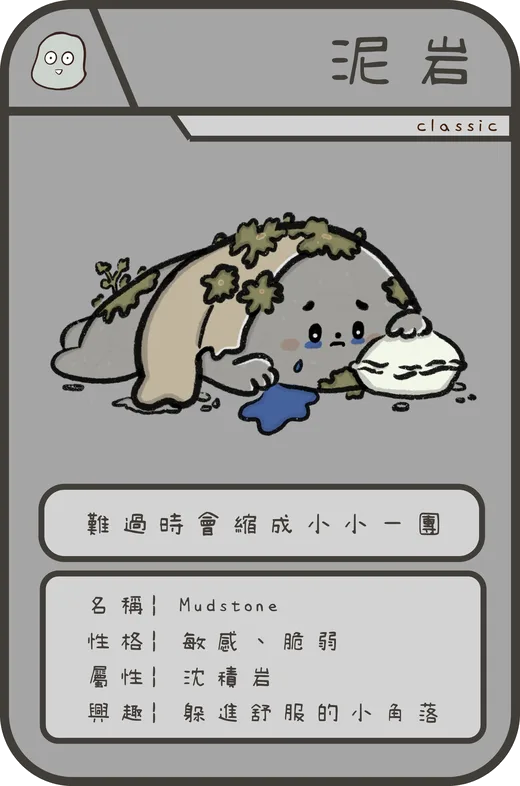 泥岩
classic
難過時會縮成小小一團
名稱| Mudstone
性格| 敏感、脆弱
屬性| 沈積岩
興趣| 躲進舒服的小角落